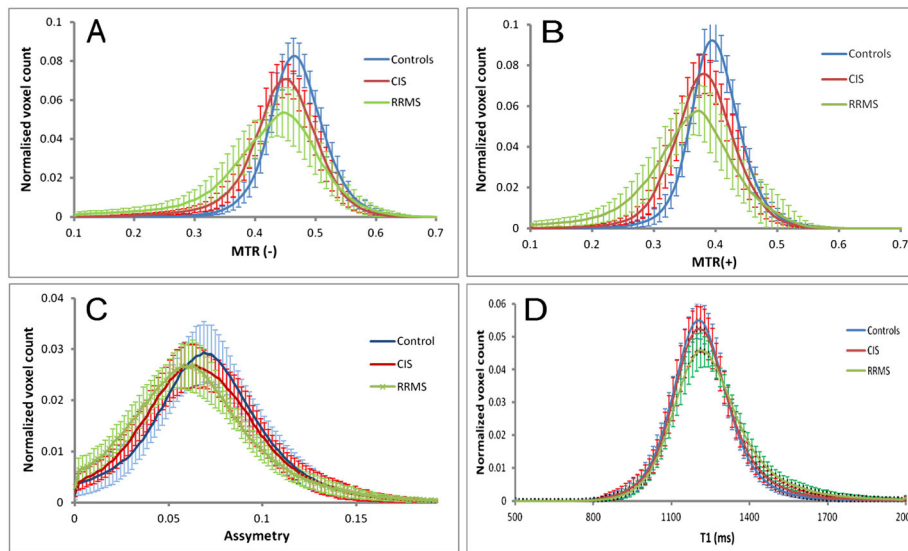 A
Normalised voxel count
0.1
0.08
0.06
0.04
0.02
0
0.1 0.2 0.3 0.4 0.5 0.6 0.7
MTR (-)
Controls
CIS
RRMS
B
Normalized voxel count
0.1
0.08
0.06
0.04
0.02
0
0.1 0.2 0.3 0.4 0.5 0.6 0.7
MTR(+)
Controls
CIS
RRMS
C
Normalized voxel count
0.04
0.03
0.02
0.01
0
0 0.05 0.1 0.15
Assymetry
Control
CIS
RRMS
D
Normalized voxel count
0.06
0.05
0.04
0.03
0.02
0.01
0
500 800 1100 1400 1700 200
T1 (ms)
Controls
CIS
RRMS